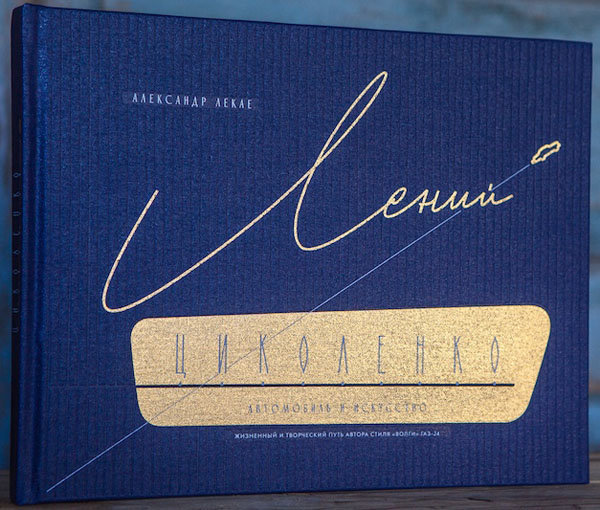 АЛЕКСАНДР ЛЕКАЕ
Лений
ЦИКОЛЕНКО
АВТОМОБИЛЬ И ИСКУССТВО
ЖИЗНЕННЫЙ И ТВОРЧЕСКИЙ ПУТЬ АВТОРА СТИЛЯ «ВОЛГИ» ГАЗ-24